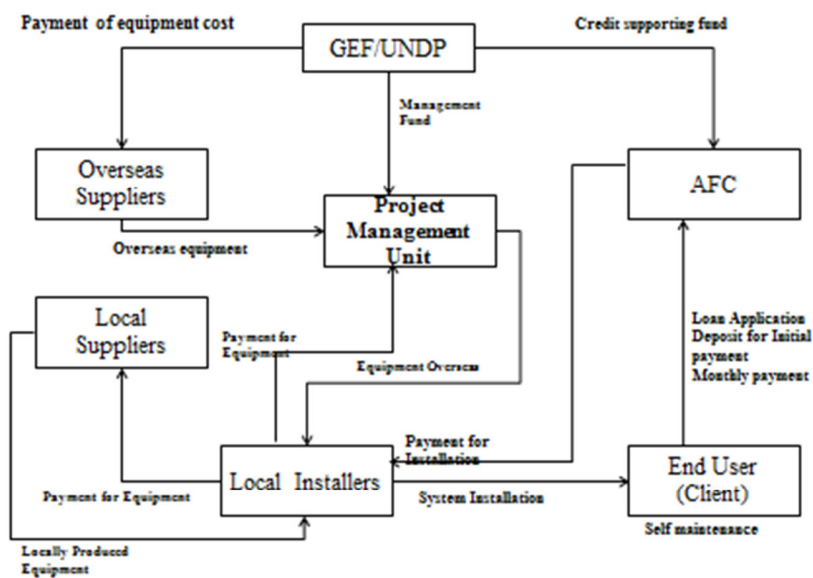 Payment of equipment cost
Credit supporting fund
GEF/UNDP
Management
Fund
Overseas
Suppliers
AFC
Project
Management
Unit
Overseas equipment
Local
Suppliers
Payment for
Equipment
Equipment Overseas
Loan Application
Deposit for Initial
payment
Monthly payment
Payment for
Installation
Local Installers
End User
(Client)
Payment for Equipment
System Installation
Self maintenance
Locally Produced
Equipment